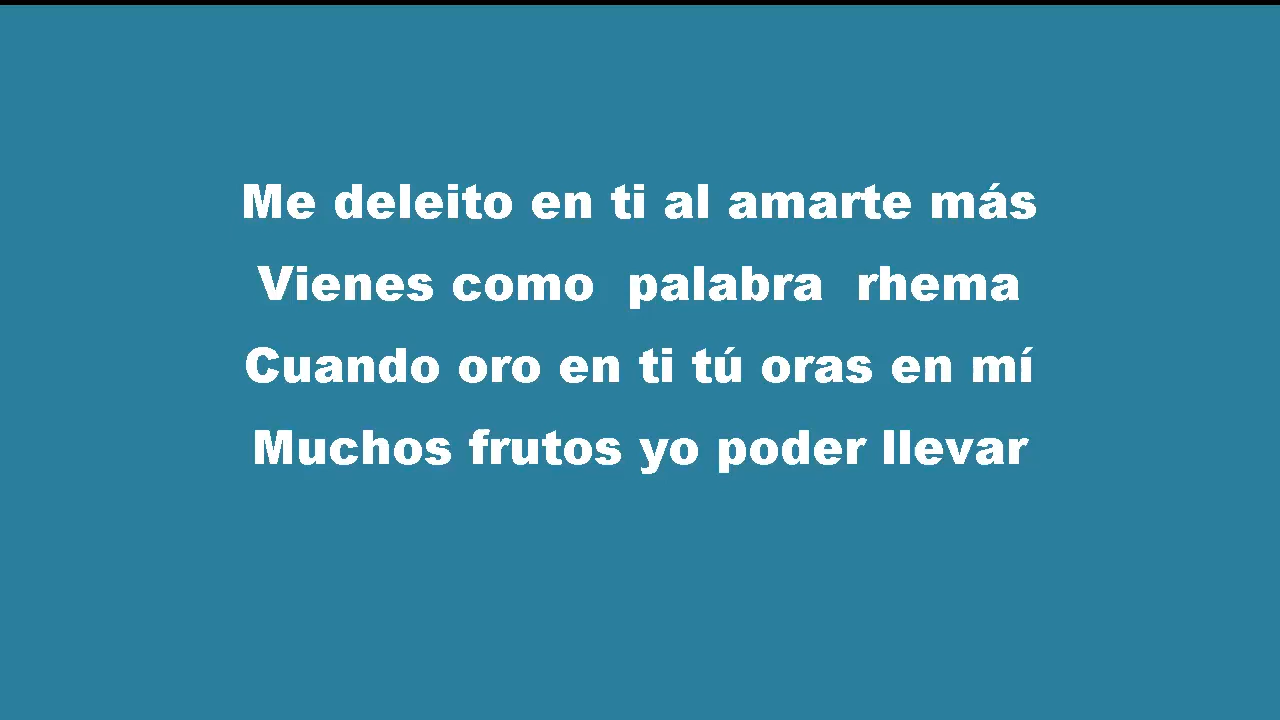 Me deleito en ti al amarte más
Vienes como  palabra  rhema
Cuando oro en ti tú oras en mí
Muchos frutos yo poder llevar